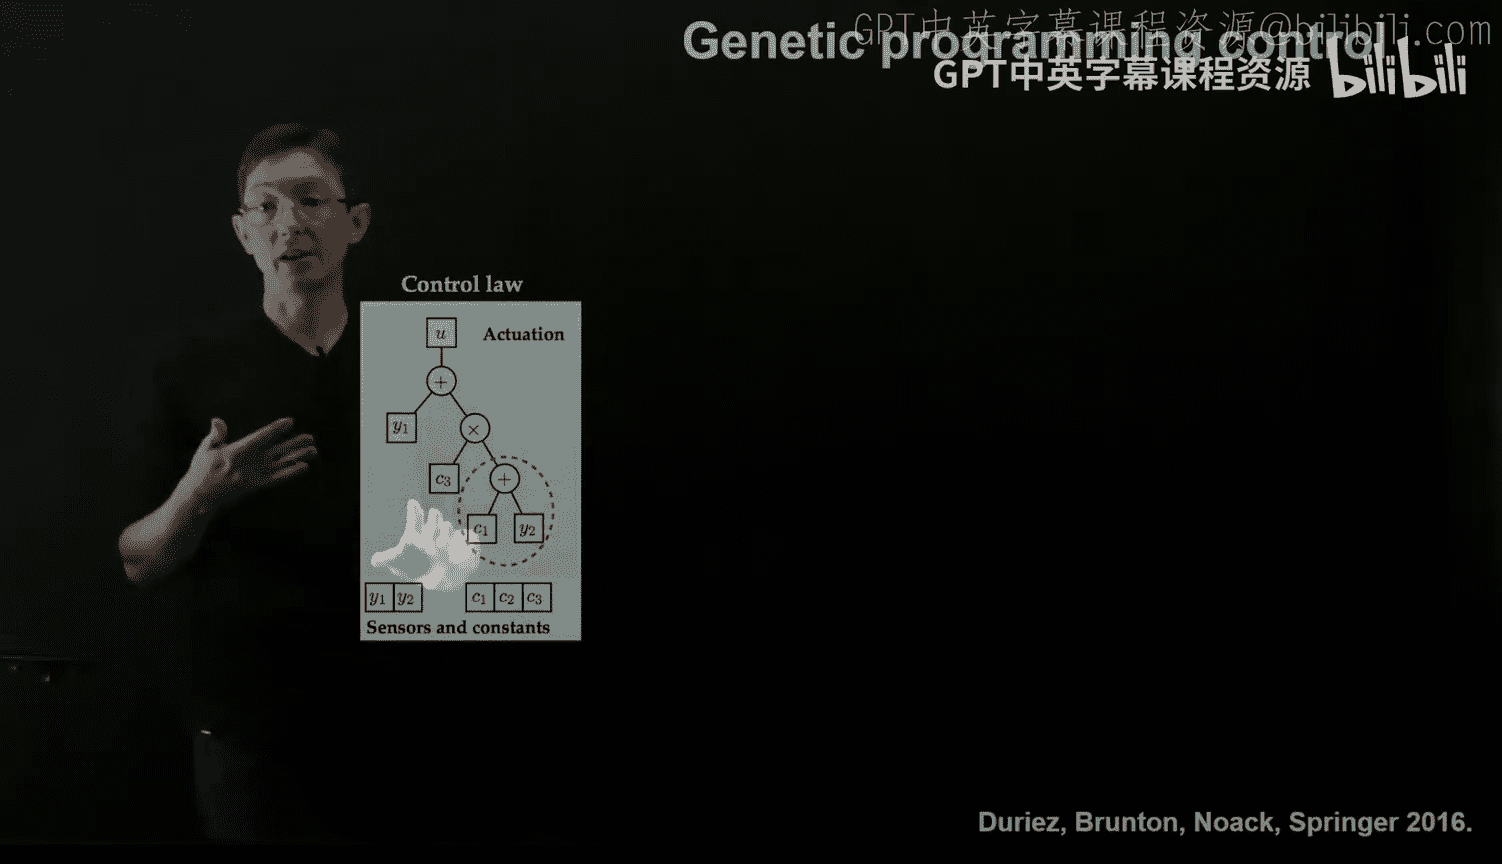 GPT中英字幕课程资源@bilibili.com
Genetic programming control
GPT中英字幕课程资源 bilibili
Control law
u
Actuation
+
y₁
×
c₃
+
c₁
y₂
y₁ y₂
c₁ c₂ c₃
Sensors and constants
Duriez, Brunton, Noack, Springer 2016.